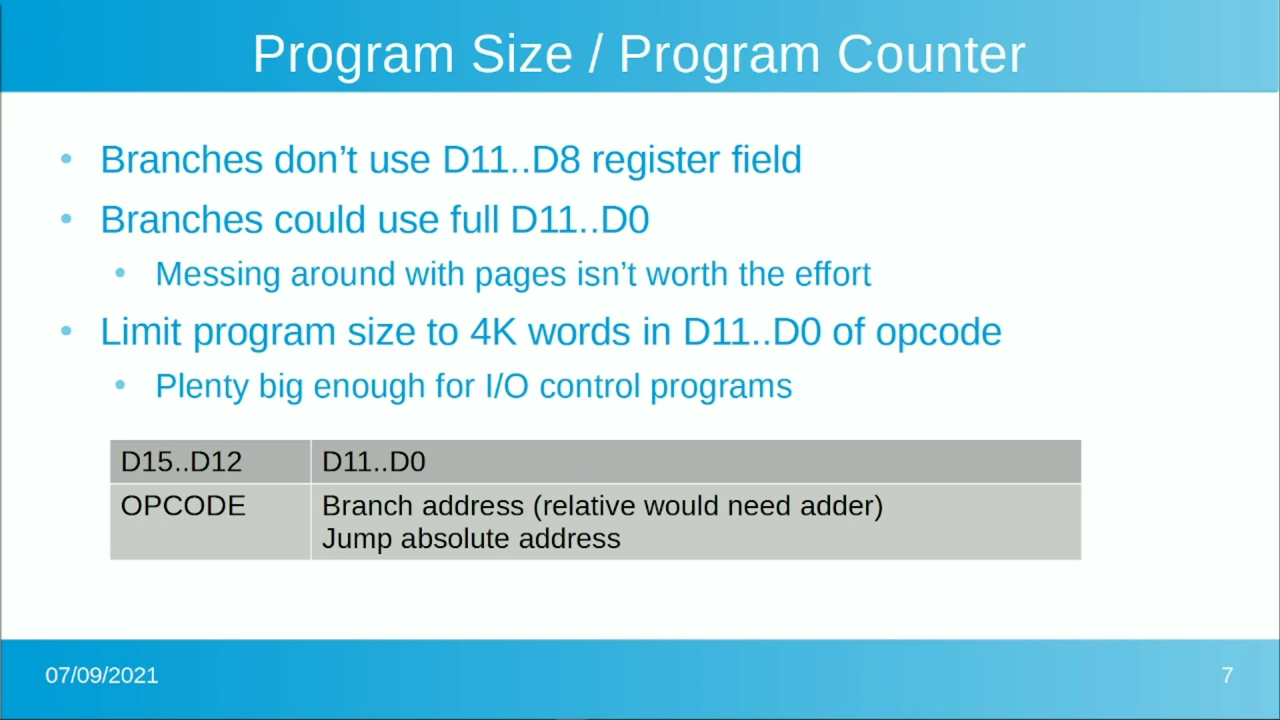 Program Size / Program Counter
• Branches don’t use D11..D8 register field
• Branches could use full D11..D0
• Messing around with pages isn’t worth the effort
• Limit program size to 4K words in D11..D0 of opcode
• Plenty big enough for I/O control programs
D15..D12 D11..D0
OPCODE Branch address (relative would need adder)
Jump absolute address
07/09/2021 7